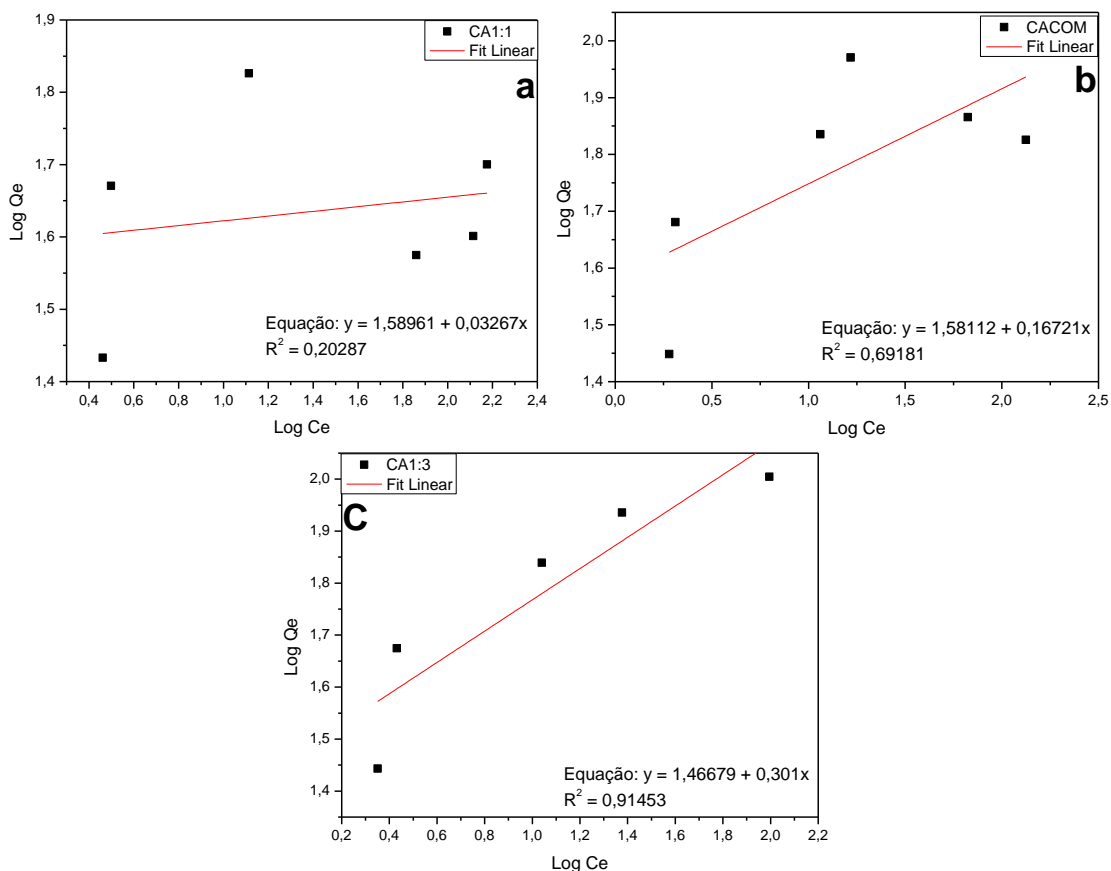 1,9
1,8
1,7
1,6
1,5
1,4
Log Qe
CA1:1
Fit Linear
a
Equação: y = 1,58961 + 0,03267x
R² = 0,20287
0,4 0,6 0,8 1,0 1,2 1,4 1,6 1,8 2,0 2,2 2,4
Log Ce
2,0
1,9
1,8
1,7
1,6
1,5
1,4
Log Qe
CACOM
Fit Linear
b
Equação: y = 1,58112 + 0,16721x
R² = 0,69181
0,0 0,5 1,0 1,5 2,0 2,5
Log Ce
2,0
1,9
1,8
1,7
1,6
1,5
1,4
Log Qe
CA1:3
Fit Linear
C
Equação: y = 1,46679 + 0,301x
R² = 0,91453
0,2 0,4 0,6 0,8 1,0 1,2 1,4 1,6 1,8 2,0 2,2
Log Ce